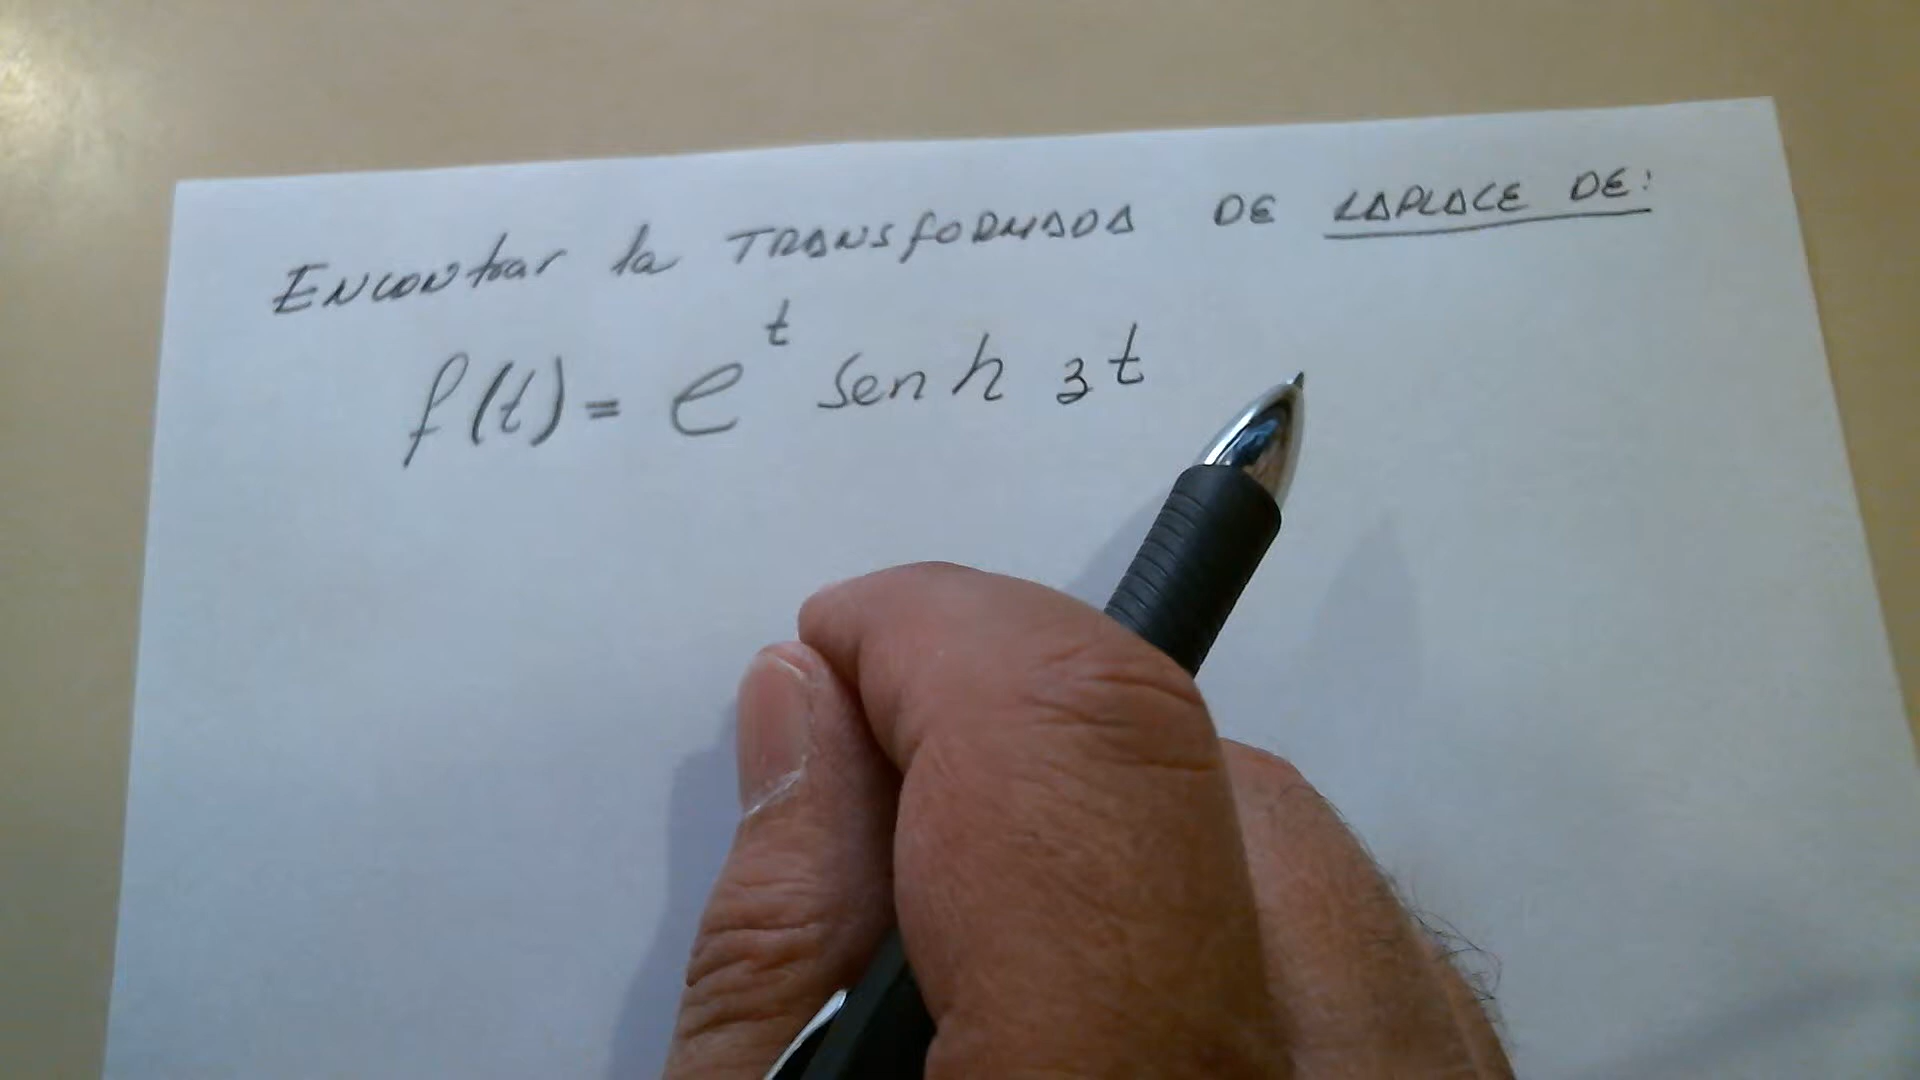 ENCONtrar la TRANSfORMADA DE LAPLACE DE:
f(t) = e^t senh 3t